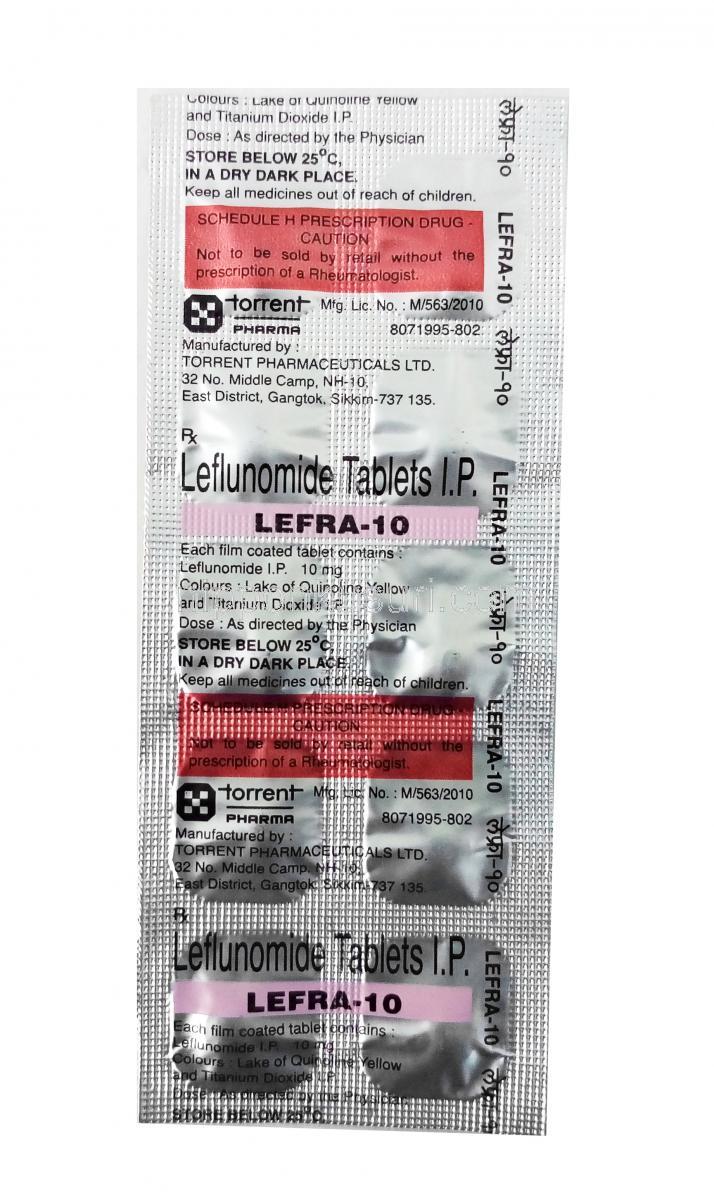 Colours : Lake of Quinoline Yellow
and Titanium Dioxide I.P.
Dose : As directed by the Physician
STORE BELOW 25°C,
IN A DRY DARK PLACE.
Keep all medicines out of reach of children.
SCHEDULE H PRESCRIPTION DRUG -
CAUTION
Not to be sold by retail without the
prescription of a Rheumatologist.
torrent
PHARMA
Mfg. Lic. No. : M/563/2010
8071995-802
Manufactured by :
TORRENT PHARMACEUTICALS LTD.
32 No. Middle Camp, NH-10,
East District, Gangtok, Sikkim-737 135.
Rx
Leflunomide Tablets I.P.
LEFRA-10
Each film coated tablet contains :
Leflunomide I.P. 10 mg
Colours : Lake of Quinoline Yellow
and Titanium Dioxide I.P.
Dose : As directed by the Physician
STORE BELOW 25°C,
IN A DRY DARK PLACE.
Keep all medicines out of reach of children.
SCHEDULE H PRESCRIPTION DRUG -
CAUTION
Not to be sold by retail without the
prescription of a Rheumatologist.
torrent
PHARMA
Mfg. Lic. No. : M/563/2010
8071995-802
Manufactured by :
TORRENT PHARMACEUTICALS LTD.
32 No. Middle Camp, NH-10,
East District, Gangtok, Sikkim-737 135.
Rx
Leflunomide Tablets I.P.
LEFRA-10
Each film coated tablet contains :
Leflunomide I.P. 10 mg
Colours : Lake of Quinoline Yellow
and Titanium Dioxide I.P.
Dose : As directed by the Physician
STORE BELOW 25°C,
लेफ्रा-१०
LEFRA-10
लेफ्रा-१०
LEFRA-10
लेफ्रा-१०
LEFRA-10
लेफ्रा-१०
LEFRA-10
लेफ्रा-१०